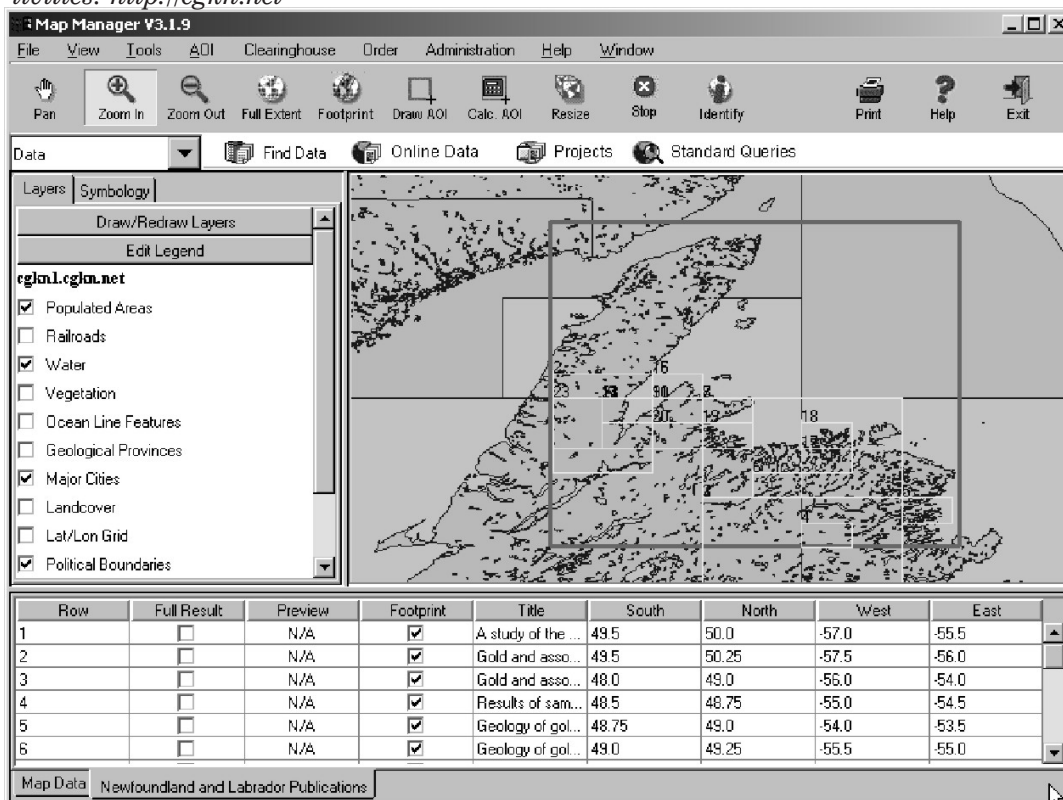 Map Manager V3.1.9
File View Tools AOI Clearinghouse Order Administration Help Window
Pan Zoom In Zoom Out Full Extent Footprint Draw AOI Calc. AOI Resize Stop Identify Print Help Exit
Data Find Data Online Data Projects Standard Queries
Layers Symbology
Draw/Redraw Layers
Edit Legend
cgkn1.cgkn.net
Populated Areas
Railroads
Water
Vegetation
Ocean Line Features
Geological Provinces
Major Cities
Landcover
Lat/Lon Grid
Political Boundaries
16
23
20
19
18
Row Full Result Preview Footprint Title South North West East
1 N/A A study of the ... 49.5 50.0 -57.0 -55.5
2 N/A Gold and asso... 49.5 50.25 -57.5 -56.0
3 N/A Gold and asso... 48.0 49.0 -56.0 -54.0
4 N/A Results of sam... 48.5 48.75 -55.0 -54.5
5 N/A Geology of gol... 48.75 49.0 -54.0 -53.5
6 N/A Geology of gol... 49.0 49.25 -55.5 -55.0
Map Data Newfoundland and Labrador Publications